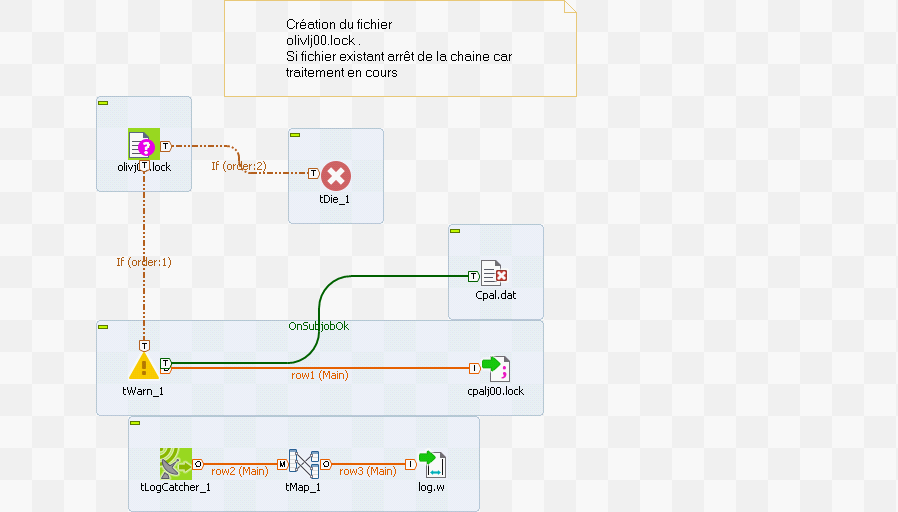 Création du fichier
olivlj00.lock .
Si fichier existant arrêt de la chaine car
traitement en cours
T
T
olivj0 .lock
If (order:2)
T
tDie_1
If (order:1)
T
Cpal.dat
OnSubjobOk
T
T
row1 (Main)
I
tWarn_1
cpalj00.lock
O
row2 (Main)
M
O
row3 (Main)
I
tLogCatcher_1
tMap_1
log.w